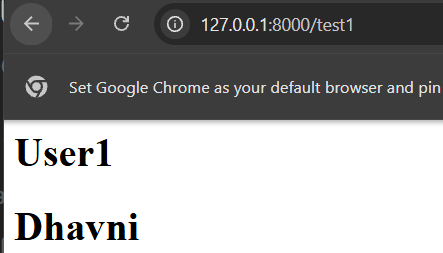 127.0.0.1:8000/test1
Set Google Chrome as your default browser and pin
User1
Dhavni